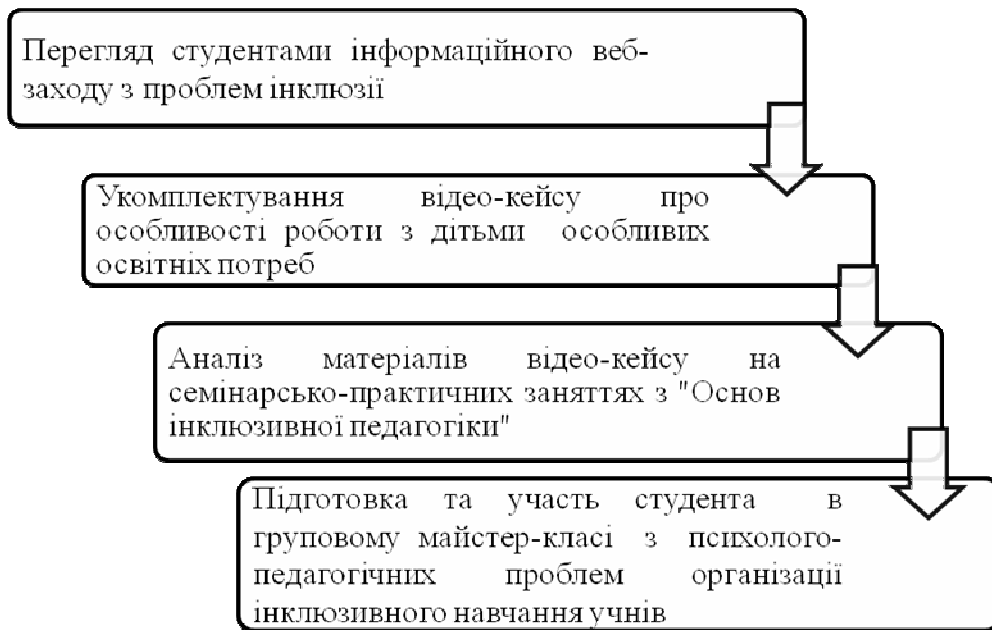 Перегляд студентами інформаційного веб-
заходу з проблем інклюзії
Укомплектування відео-кейсу про
особливості роботи з дітьми особливих
освітніх потреб
Аналіз матеріалів відео-кейсу на
семінарсько-практичних заняттях з "Основ
інклюзивної педагогіки"
Підготовка та участь студента в
груповому майстер-класі з психолого-
педагогічних проблем організації
інклюзивного навчання учнів